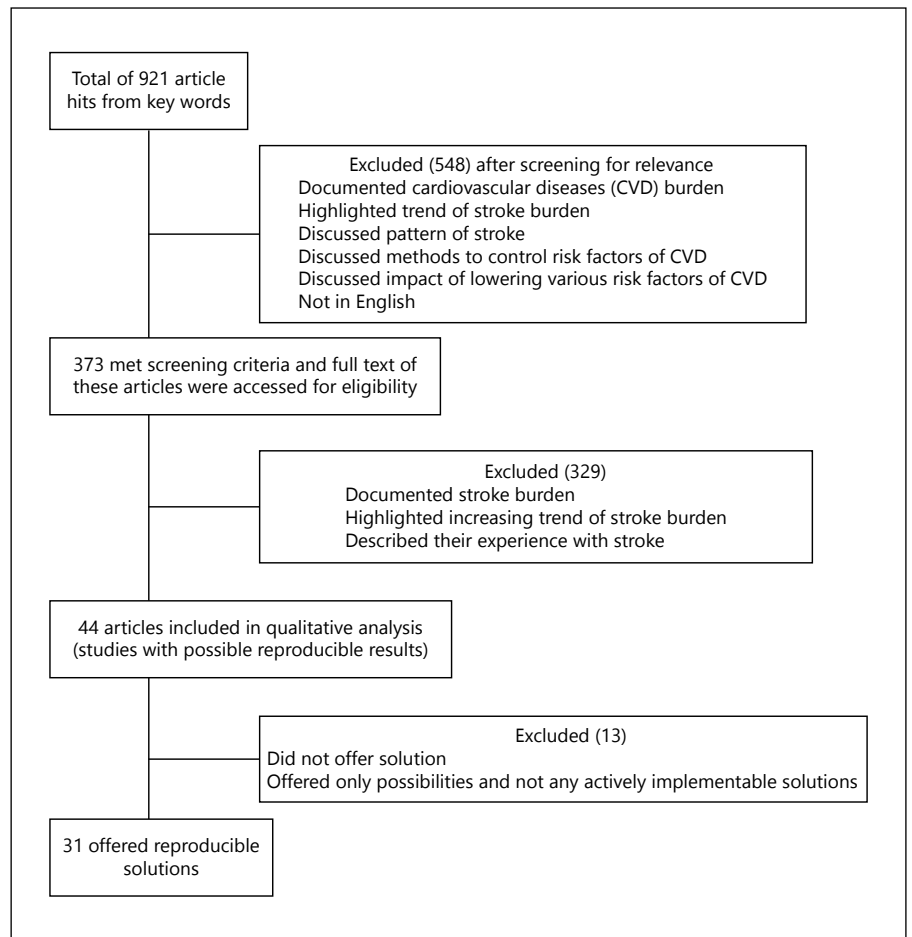 Total of 921 article
hits from key words
Excluded (548) after screening for relevance
Documented cardiovascular diseases (CVD) burden
Highlighted trend of stroke burden
Discussed pattern of stroke
Discussed methods to control risk factors of CVD
Discussed impact of lowering various risk factors of CVD
Not in English
373 met screening criteria and full text of
these articles were accessed for eligibility
Excluded (329)
Documented stroke burden
Highlighted increasing trend of stroke burden
Described their experience with stroke
44 articles included in qualitative analysis
(studies with possible reproducible results)
Excluded (13)
Did not offer solution
Offered only possibilities and not any actively implementable solutions
31 offered reproducible
solutions